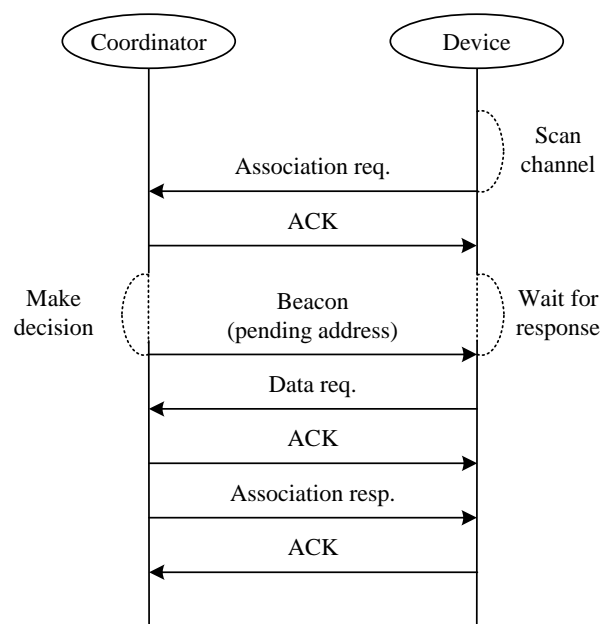 Coordinator
Device
Scan
channel
Association req.
ACK
Make
decision
Beacon
(pending address)
Wait for
response
Data req.
ACK
Association resp.
ACK